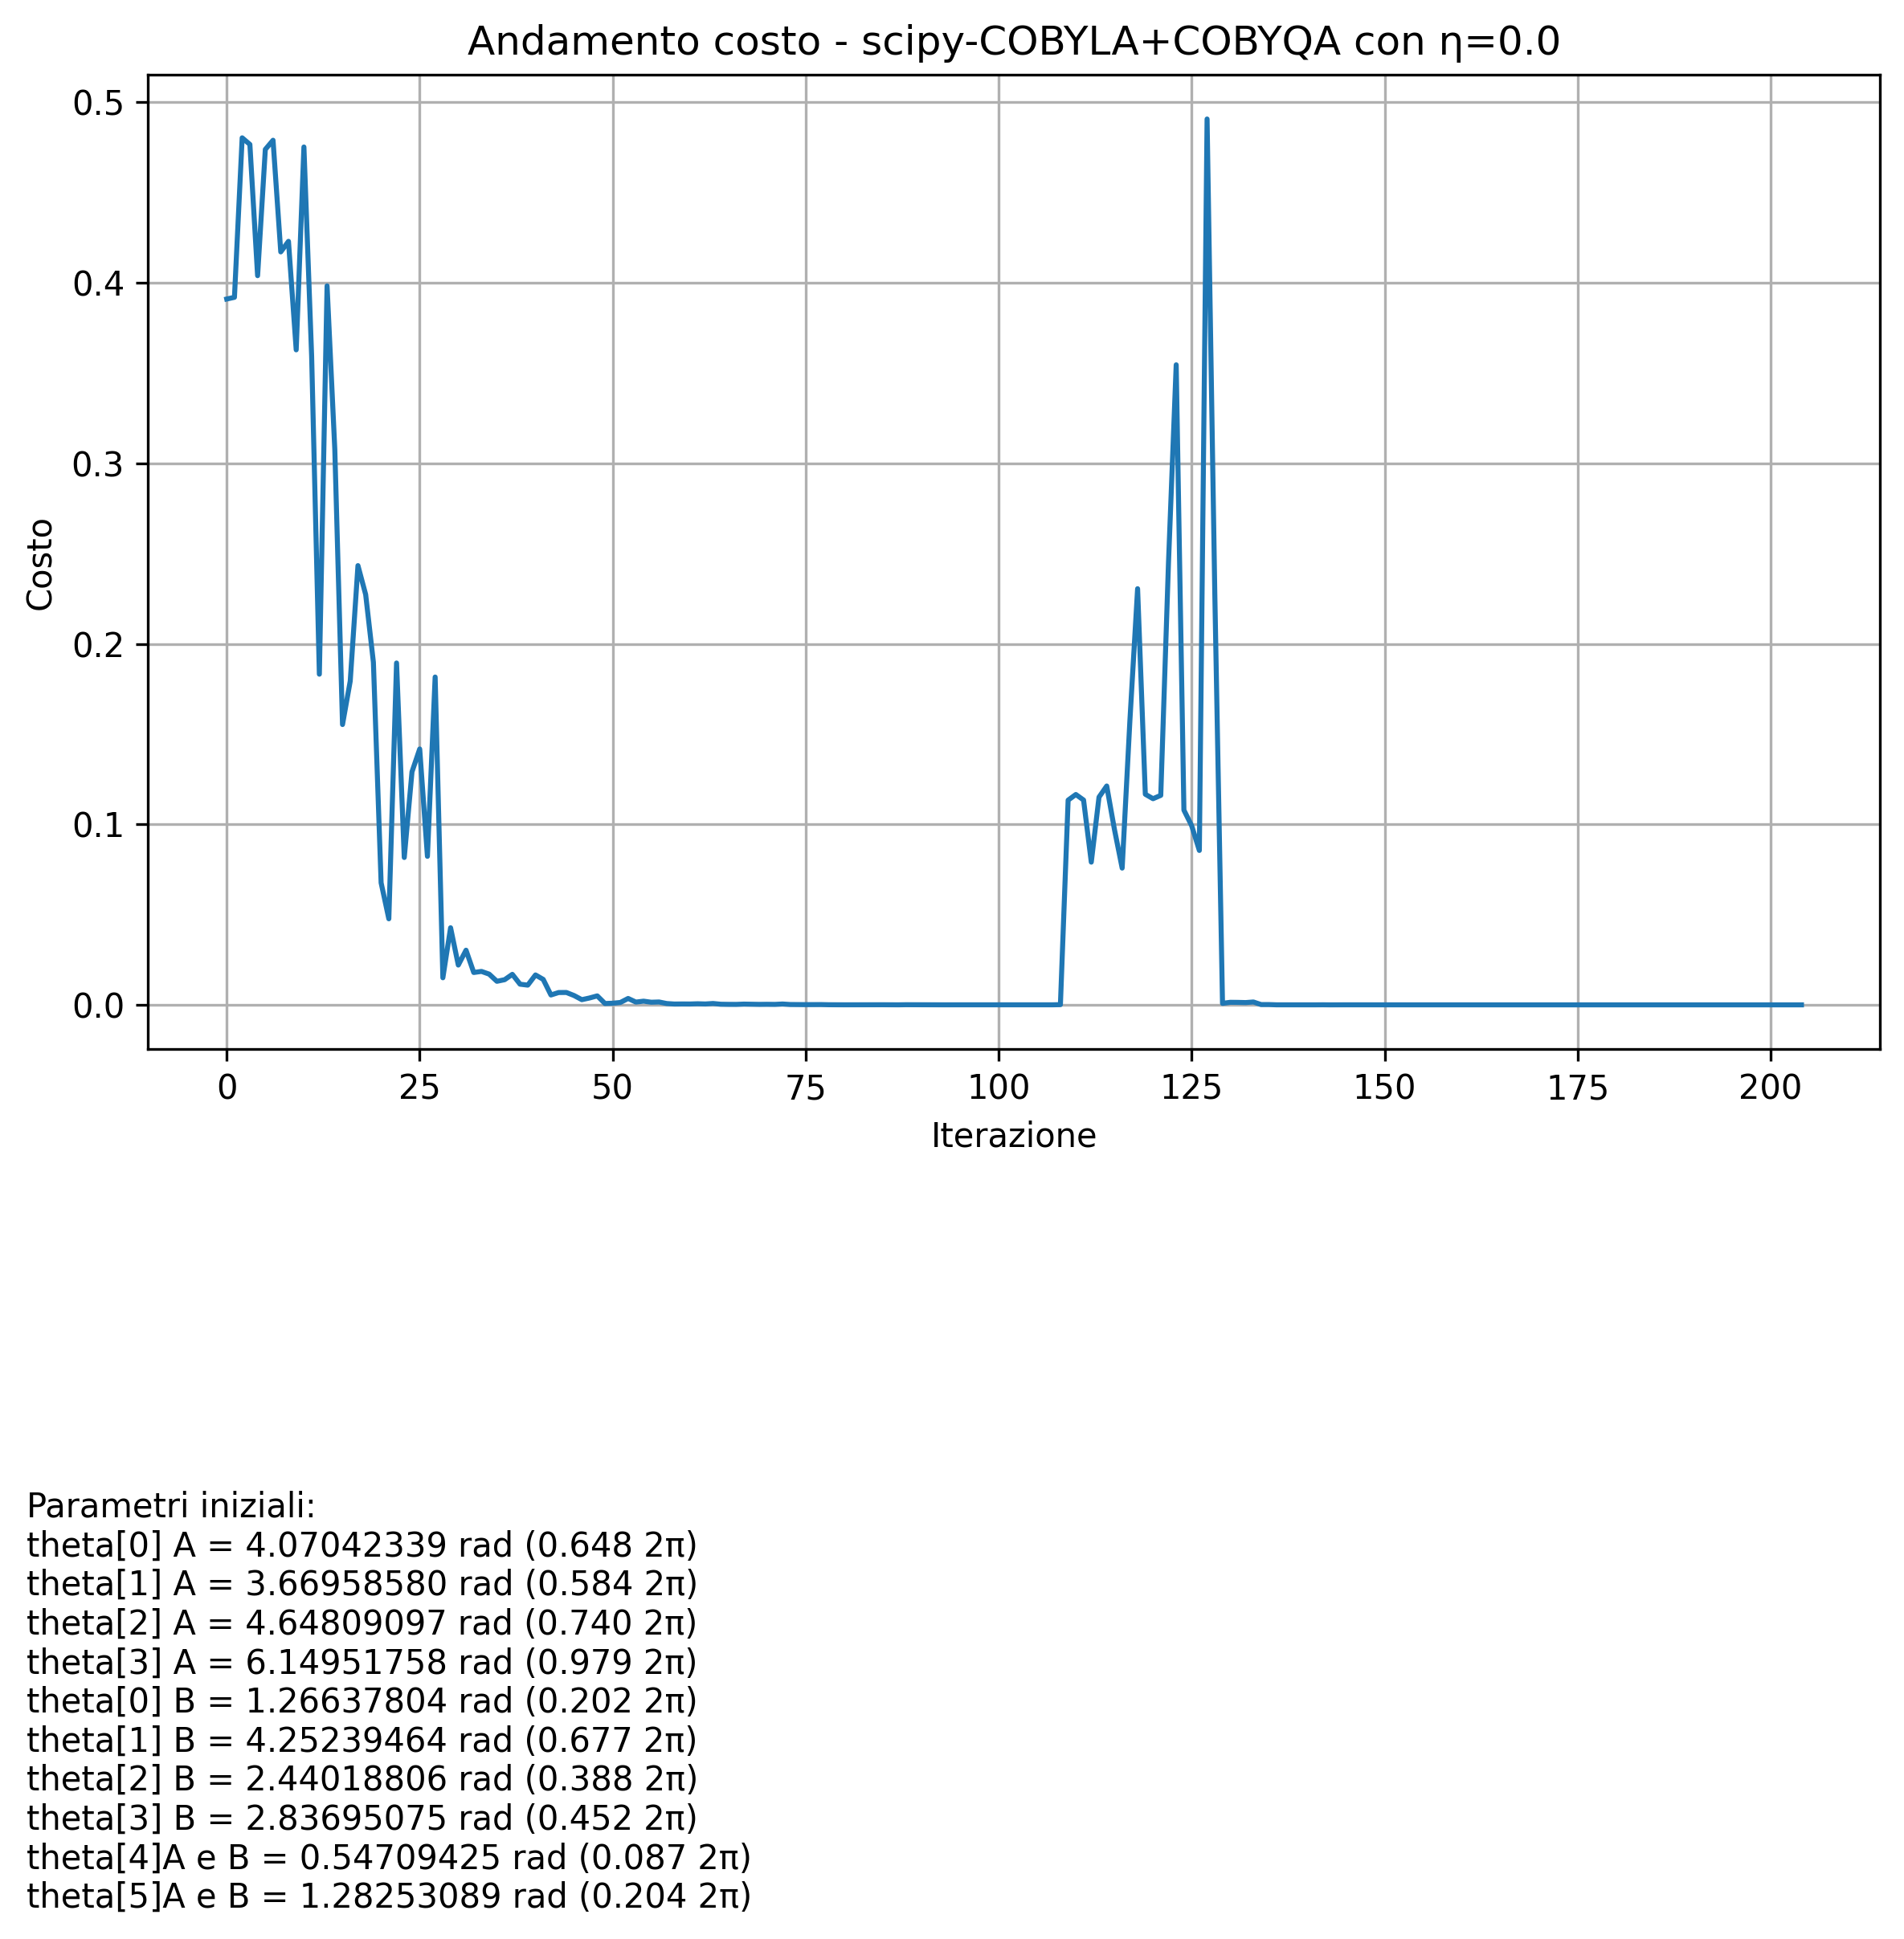 Andamento costo - scipy-COBYLA+COBYQA con η=0.0
0.5
0.4
0.3
0.2
0.1
0.0
Costo
0 25 50 75 100 125 150 175 200
Iterazione
Parametri iniziali:
theta[0] A = 4.07042339 rad (0.648 2π)
theta[1] A = 3.66958580 rad (0.584 2π)
theta[2] A = 4.64809097 rad (0.740 2π)
theta[3] A = 6.14951758 rad (0.979 2π)
theta[0] B = 1.26637804 rad (0.202 2π)
theta[1] B = 4.25239464 rad (0.677 2π)
theta[2] B = 2.44018806 rad (0.388 2π)
theta[3] B = 2.83695075 rad (0.452 2π)
theta[4]A e B = 0.54709425 rad (0.087 2π)
theta[5]A e B = 1.28253089 rad (0.204 2π)